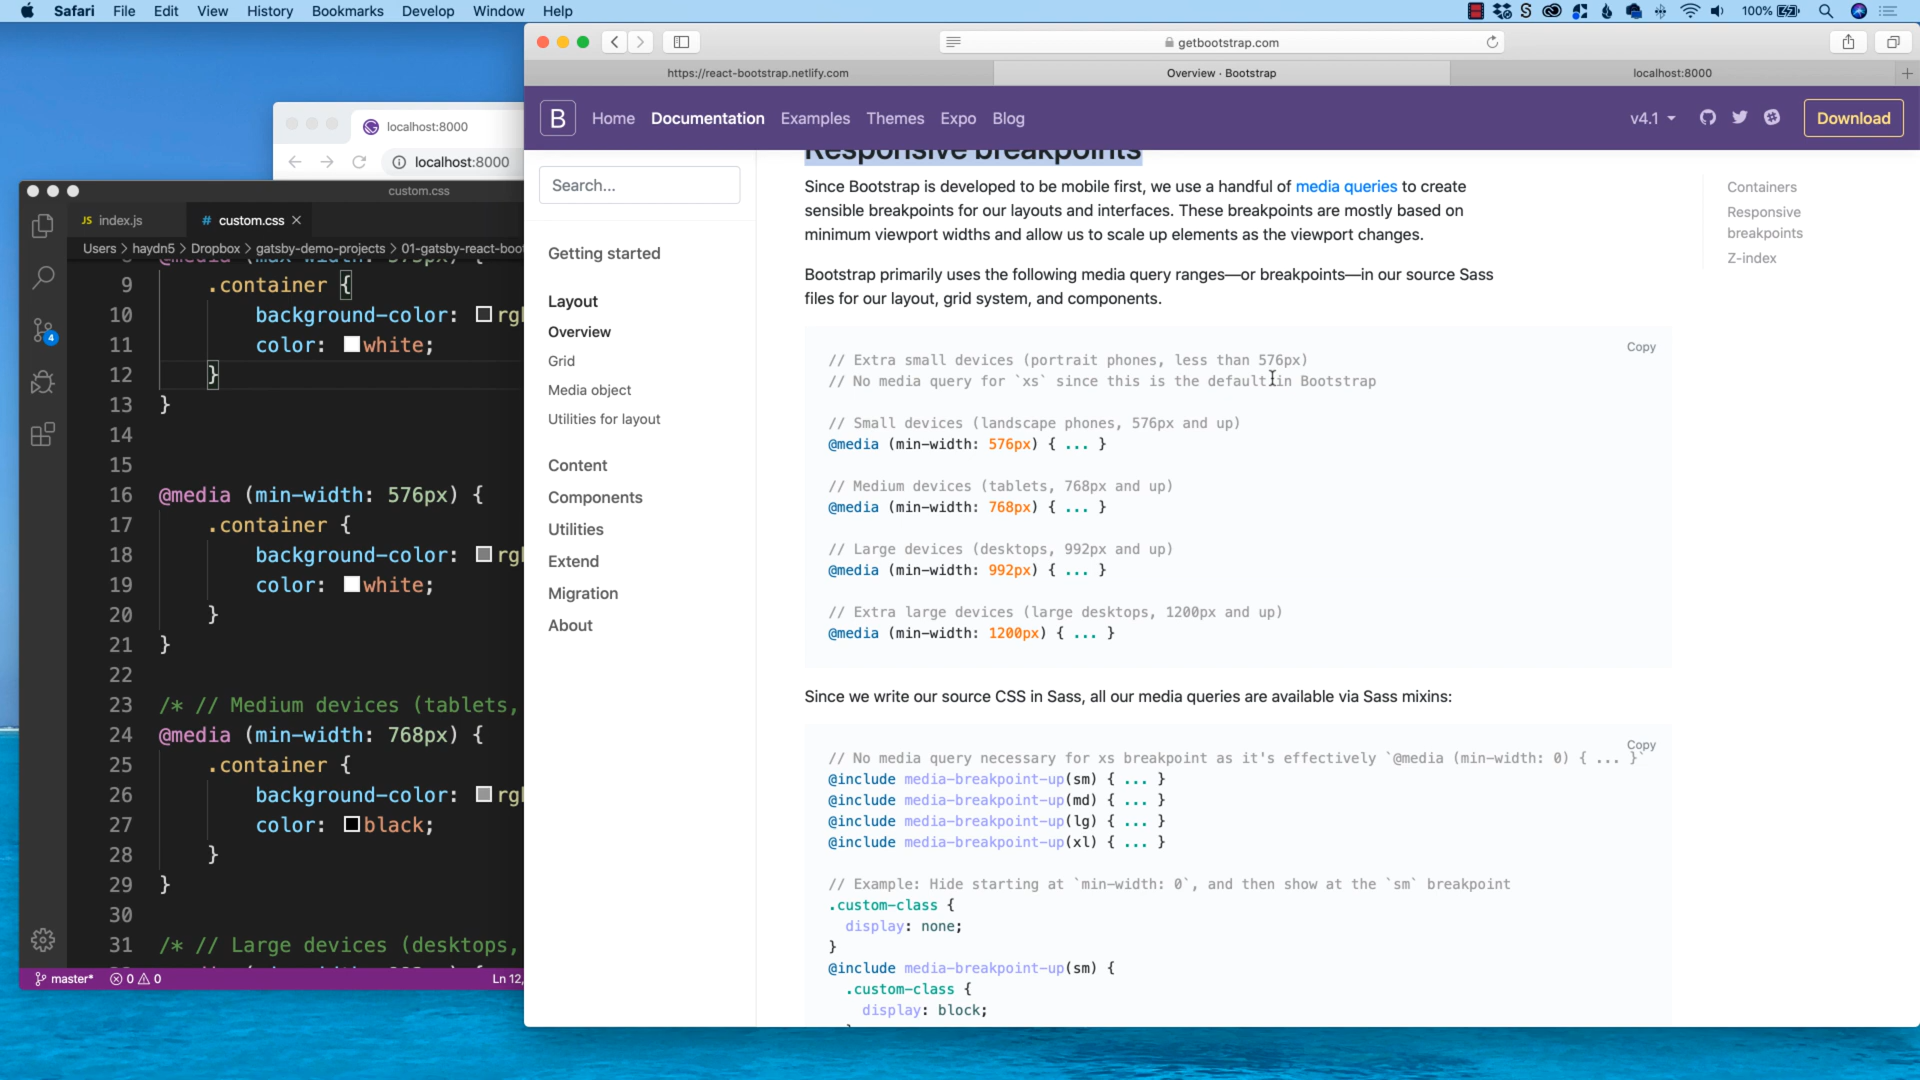 Safari File Edit View History Bookmarks Develop Window Help
100%
getbootstrap.com
https://react-bootstrap.netlify.com
Overview · Bootstrap
localhost:8000
B Home Documentation Examples Themes Expo Blog
v4.1
Download
localhost:8000
localhost:8000
custom.css
JS index.js
# custom.css
Users > haydn5 > Dropbox > gatsby-demo-projects > 01-gatsby-react-boo
9 .container {
10 background-color: rg
11 color: white;
12 }
13 }
14
15
16 @media (min-width: 576px) {
17 .container {
18 background-color: rg
19 color: white;
20 }
21 }
22
23 /* // Medium devices (tablets,
24 @media (min-width: 768px) {
25 .container {
26 background-color: rg
27 color: black;
28 }
29 }
30
31 /* // Large devices (desktops,
4
master* 0 0
Ln 12,
Search...
Getting started
Layout
Overview
Grid
Media object
Utilities for layout
Content
Components
Utilities
Extend
Migration
About
Responsive breakpoints
Since Bootstrap is developed to be mobile first, we use a handful of media queries to create
sensible breakpoints for our layouts and interfaces. These breakpoints are mostly based on
minimum viewport widths and allow us to scale up elements as the viewport changes.
Bootstrap primarily uses the following media query ranges—or breakpoints—in our source Sass
files for our layout, grid system, and components.
Copy
// Extra small devices (portrait phones, less than 576px)
// No media query for `xs` since this is the default in Bootstrap
// Small devices (landscape phones, 576px and up)
@media (min-width: 576px) { ... }
// Medium devices (tablets, 768px and up)
@media (min-width: 768px) { ... }
// Large devices (desktops, 992px and up)
@media (min-width: 992px) { ... }
// Extra large devices (large desktops, 1200px and up)
@media (min-width: 1200px) { ... }
Since we write our source CSS in Sass, all our media queries are available via Sass mixins:
Copy
// No media query necessary for xs breakpoint as it's effectively `@media (min-width: 0) { ... }`
@include media-breakpoint-up(sm) { ... }
@include media-breakpoint-up(md) { ... }
@include media-breakpoint-up(lg) { ... }
@include media-breakpoint-up(xl) { ... }
// Example: Hide starting at `min-width: 0`, and then show at the `sm` breakpoint
.custom-class {
display: none;
}
@include media-breakpoint-up(sm) {
.custom-class {
display: block;
Containers
Responsive
breakpoints
Z-index